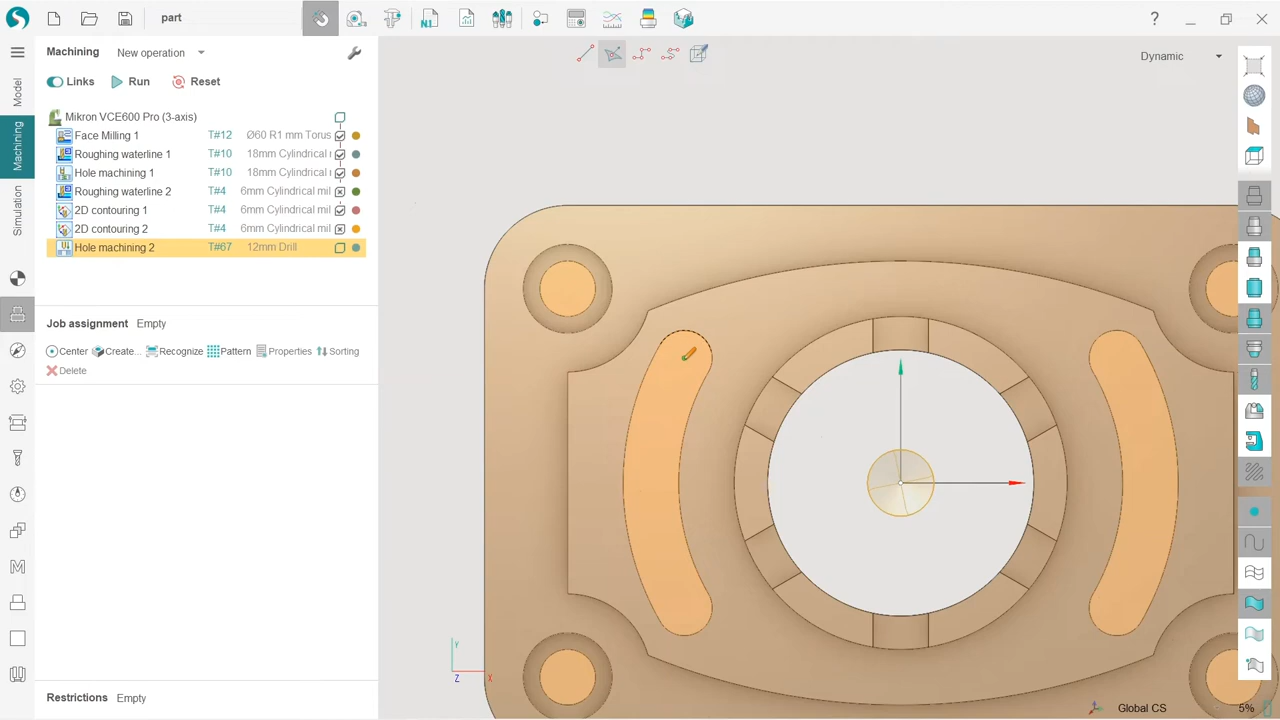 part
?
Machining New operation
Links Run Reset
Mikron VCE600 Pro (3-axis)
Face Milling 1 T#12 Ø60 R1 mm Torus
Roughing waterline 1 T#10 18mm Cylindrical
Hole machining 1 T#10 18mm Cylindrical
Roughing waterline 2 T#4 6mm Cylindrical mil
2D contouring 1 T#4 6mm Cylindrical mil
2D contouring 2 T#4 6mm Cylindrical mil
Hole machining 2 T#67 12mm Drill
Job assignment Empty
Center Create... Recognize Pattern Properties Sorting
Delete
Restrictions Empty
Model
Machining
Simulation
Dynamic
Y
Z X
Global CS 5%